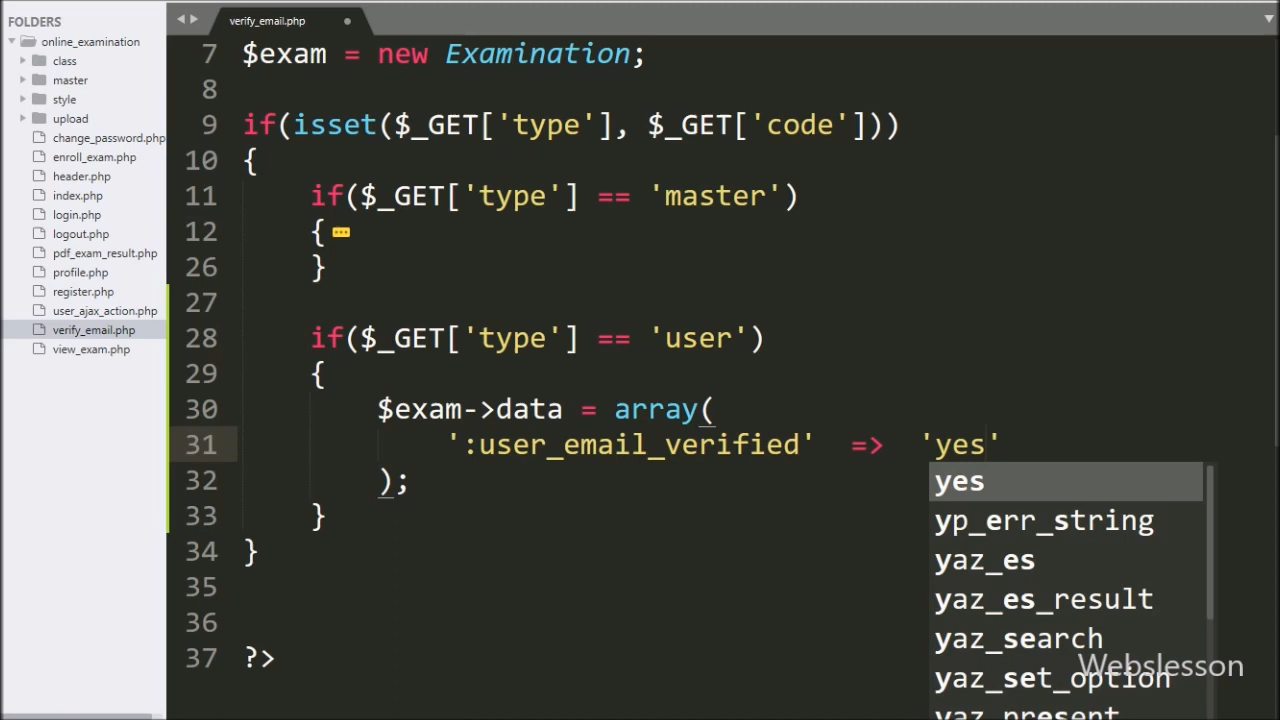 FOLDERS
online_examination
class
master
style
upload
change_password.php
enroll_exam.php
header.php
index.php
login.php
logout.php
pdf_exam_result.php
profile.php
register.php
user_ajax_action.php
verify_email.php
view_exam.php
verify_email.php
7 $exam = new Examination;
8
9 if(isset($_GET['type'], $_GET['code']))
10 {
11 if($_GET['type'] == 'master')
12 {
26 }
27
28 if($_GET['type'] == 'user')
29 {
30 $exam->data = array(
31 ':user_email_verified' => 'yes'
32 );
33 }
34 }
35
36
37 ?>
yes
yp_err_string
yaz_es
yaz_es_result
yaz_search
yaz_set_option
yaz_present
Webslesson